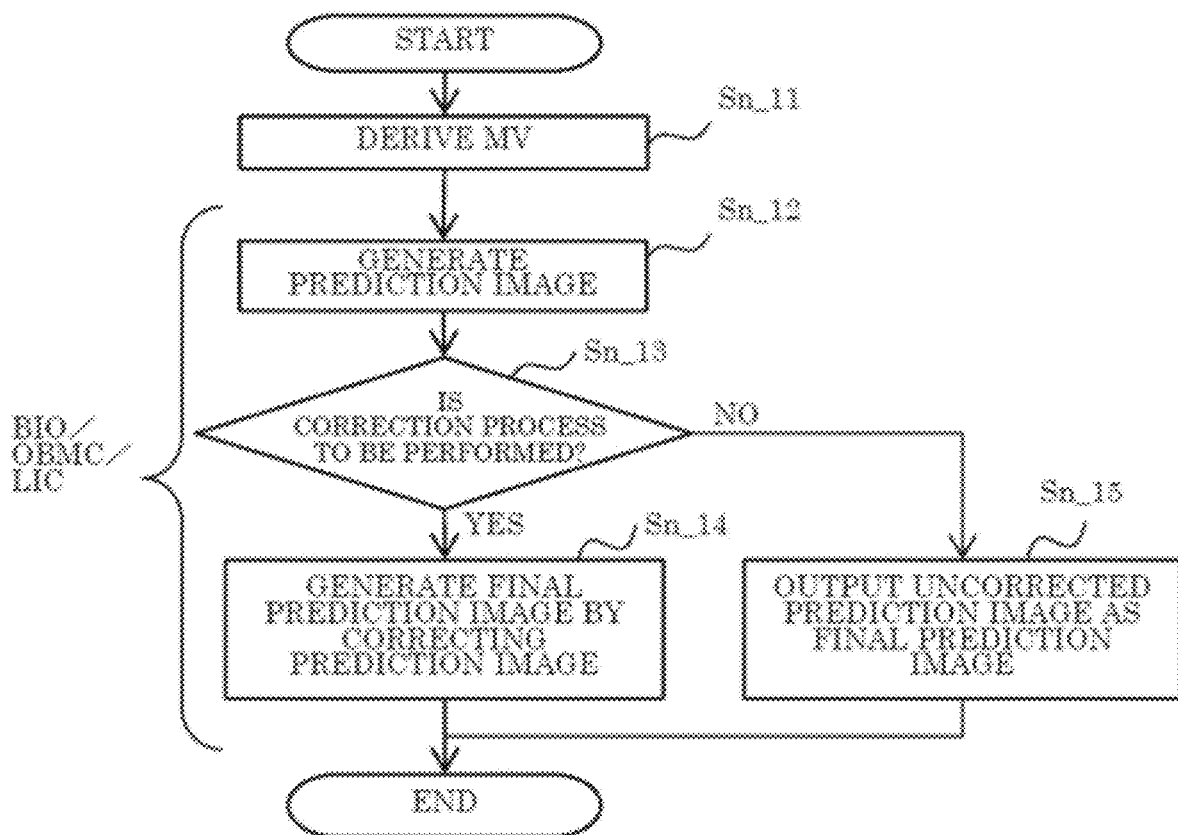 START
Sn_11
DERIVE MV
Sn_12
GENERATE
PREDICTION IMAGE
Sn_13
IS
CORRECTION PROCESS
TO BE PERFORMED?
NO
BIO/
OBMC/
LIC
YES
Sn_14
Sn_15
GENERATE FINAL
PREDICTION IMAGE BY
CORRECTING
PREDICTION IMAGE
OUTPUT UNCORRECTED
PREDICTION IMAGE AS
FINAL PREDICTION
IMAGE
END